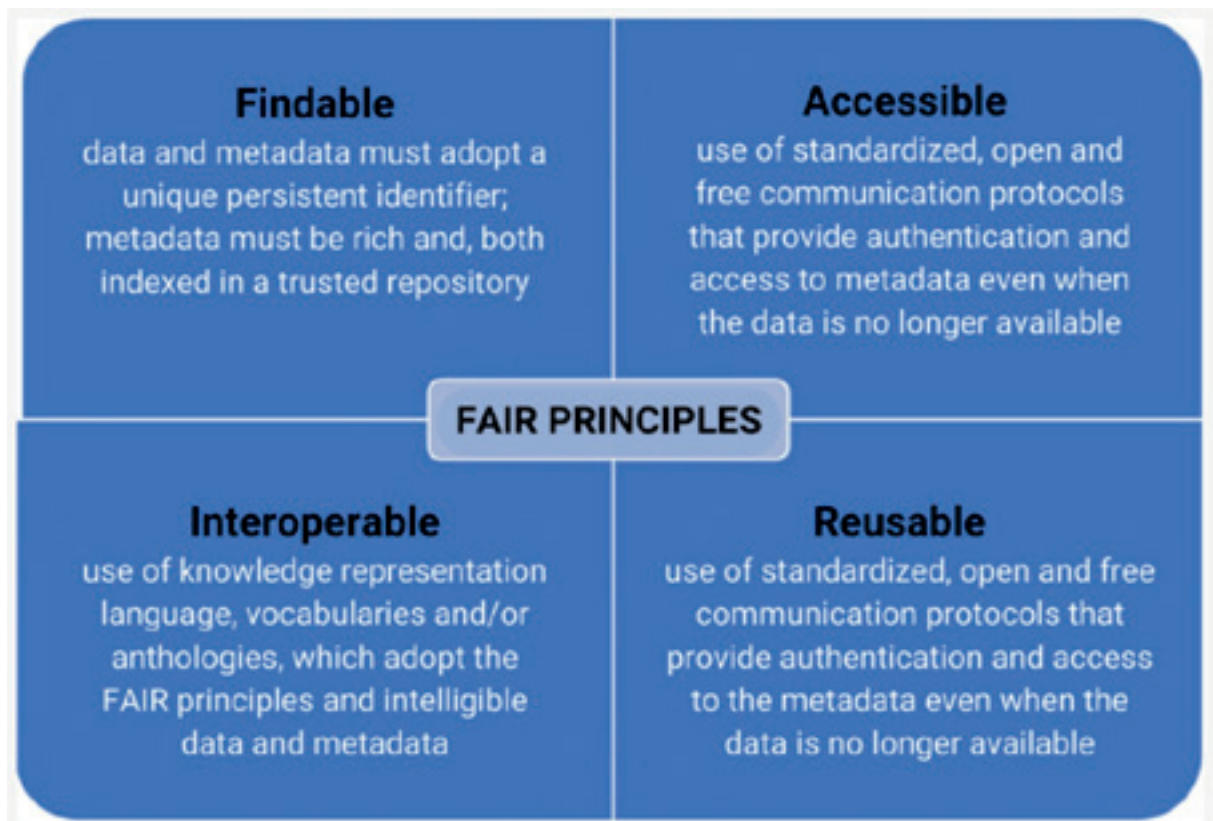 Findable
data and metadata must adopt a
unique persistent identifier;
metadata must be rich and, both
indexed in a trusted repository
Accessible
use of standardized, open and
free communication protocols
that provide authentication and
access to metadata even when
the data is no longer available
FAIR PRINCIPLES
Interoperable
use of knowledge representation
language, vocabularies and/or
anthologies, which adopt the
FAIR principles and intelligible
data and metadata
Reusable
use of standardized, open and free
communication protocols that
provide authentication and access
to the metadata even when the
data is no longer available